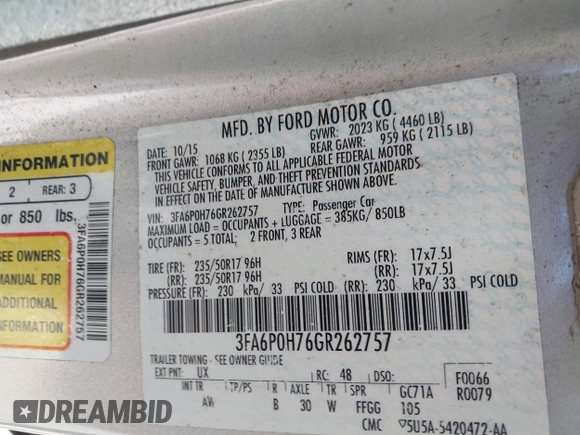 MFD. BY FORD MOTOR CO.
DATE: 10/15 GVWR: 2023 KG ( 4460 LB)
FRONT GAWR: 1068 KG ( 2355 LB) REAR GAWR: 959 KG ( 2115 LB)
THIS VEHICLE CONFORMS TO ALL APPLICABLE FEDERAL MOTOR
VEHICLE SAFETY, BUMPER, AND THEFT PREVENTION STANDARDS
IN EFFECT ON THE DATE OF MANUFACTURE SHOWN ABOVE.
VIN: 3FA6P0H76GR262757 TYPE: Passenger Car
MAXIMUM LOAD = OCCUPANTS + LUGGAGE = 385KG/ 850LB
OCCUPANTS = 5 TOTAL; 2 FRONT, 3 REAR
TIRE (FR): 235/50R17 96H RIMS (FR): 17x7.5J
(RR): 235/50R17 96H (RR): 17x7.5J
PRESSURE (FR): 230 kPa/ 33 PSI COLD (RR): 230 kPa/ 33 PSI COLD
3FA6P0H76GR262757
TRAILER TOWING - SEE OWNER GUIDE
EXT PNT: UX RC: 48 DSO: F0066
INT TR TP/PS R AXLE TR SPR GC71A R0079
AW B 30 W FFGG 105
CMC 5U5A-5420472-AA
INFORMATION
2 REAR: 3
or 850 lbs.
SEE OWNERS
MANUAL FOR
ADDITIONAL
INFORMATION
3FA6P0H76GR262757
DREAMBID